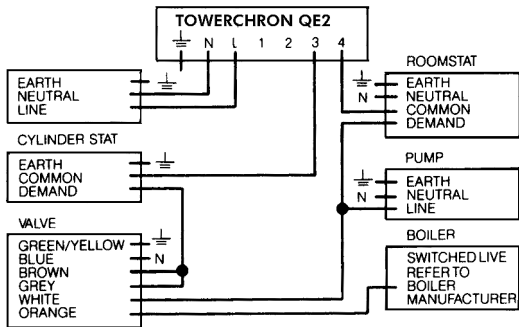 TOWERCHRON QE2
N L 1 2 3 4
EARTH
NEUTRAL
LINE
CYLINDER STAT
EARTH
COMMON
DEMAND
VALVE
GREEN/YELLOW
BLUE
N
BROWN
GREY
WHITE
ORANGE
ROOMSTAT
EARTH
N
NEUTRAL
COMMON
DEMAND
PUMP
EARTH
N
NEUTRAL
LINE
BOILER
SWITCHED LIVE
REFER TO
BOILER
MANUFACTURER